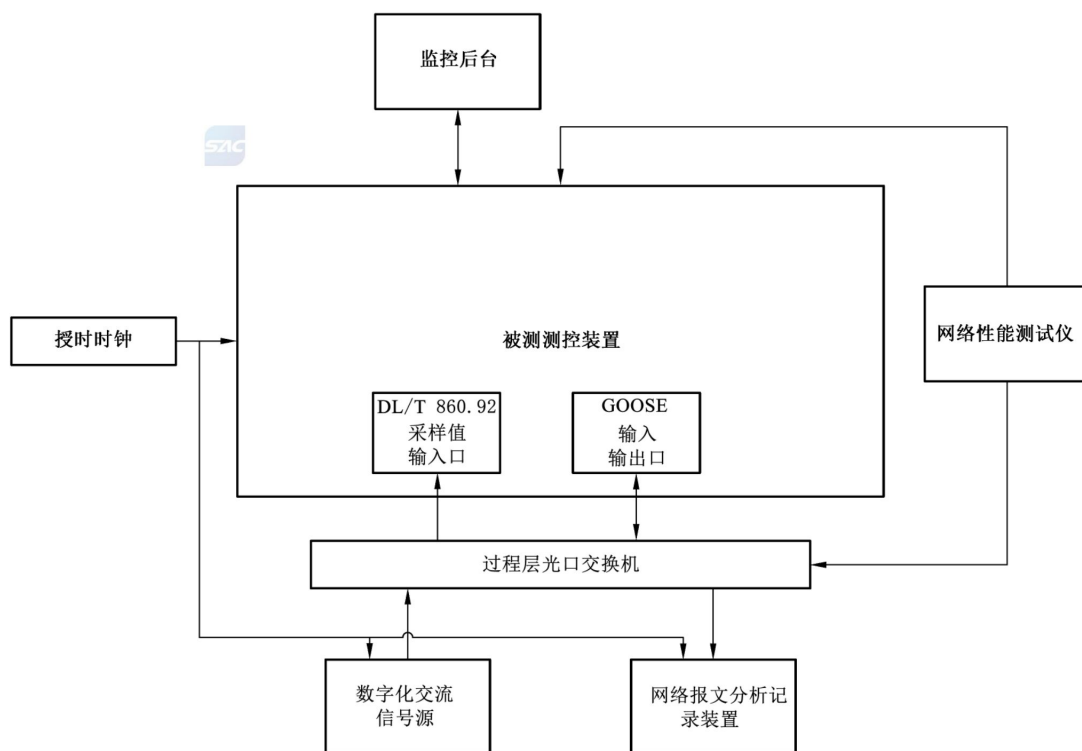 监控后台
SAC
授时时钟
被测测控装置
网络性能测试仪
DL/T 860.92
采样值
输入口
GOOSE
输入
输出口
过程层光口交换机
数字化交流
信号源
网络报文分析记
录装置